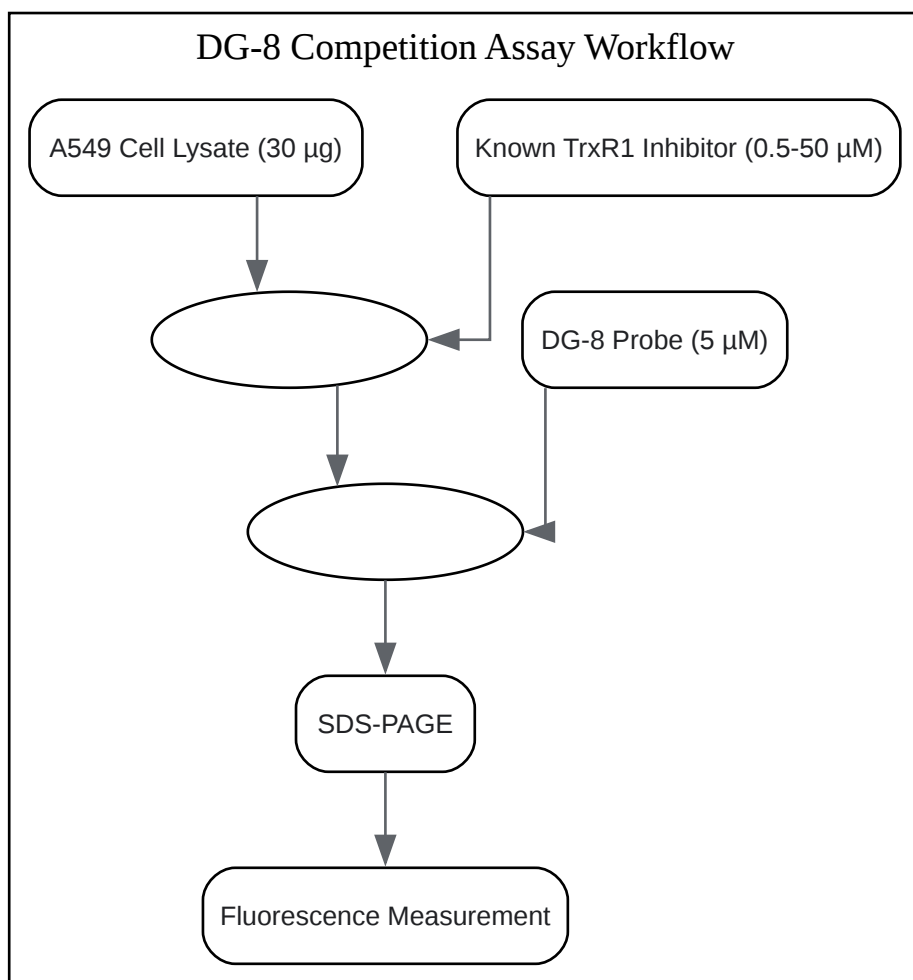 DG-8 Competition Assay Workflow
A549 Cell Lysate (30 µg)
Known TrxR1 Inhibitor (0.5-50 µM)
DG-8 Probe (5 µM)
SDS-PAGE
Fluorescence Measurement